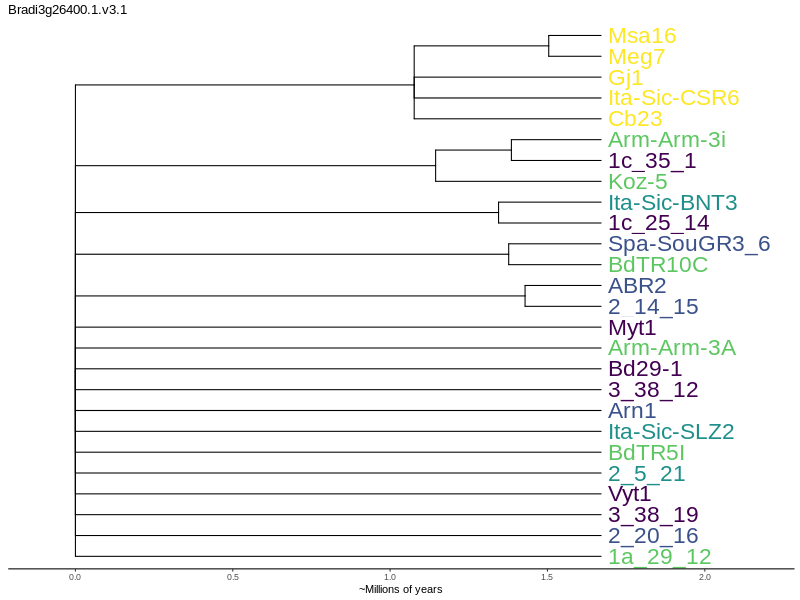 Bradi3g26400.1.v3.1
Msa16
Meg7
Gj1
Ita-Sic-CSR6
Cb23
Arm-Arm-3i
1c_35_1
Koz-5
Ita-Sic-BNT3
1c_25_14
Spa-SouGR3_6
BdTR10C
ABR2
2_14_15
Myt1
Arm-Arm-3A
Bd29-1
3_38_12
Arn1
Ita-Sic-SLZ2
BdTR5I
2_5_21
Vyt1
3_38_19
2_20_16
1a_29_12
0.0 0.5 1.0 1.5 2.0
~Millions of years